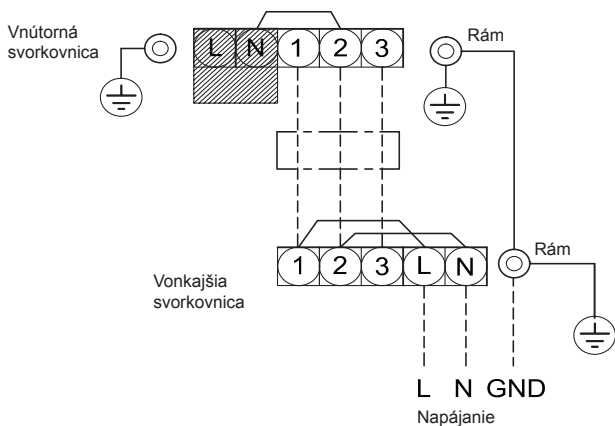 Vnútorná
svorkovnica
L N 1 2 3
Rám
1 2 3 L N
Rám
Vonkajšia
svorkovnica
L N GND
Napájanie